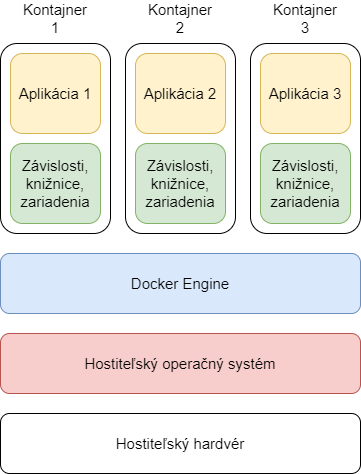 Kontajner
1
Kontajner
2
Kontajner
3
Aplikácia 1
Aplikácia 2
Aplikácia 3
Závislosti,
knižnice,
zariadenia
Závislosti,
knižnice,
zariadenia
Závislosti,
knižnice,
zariadenia
Docker Engine
Hostiteľský operačný systém
Hostiteľský hardvér